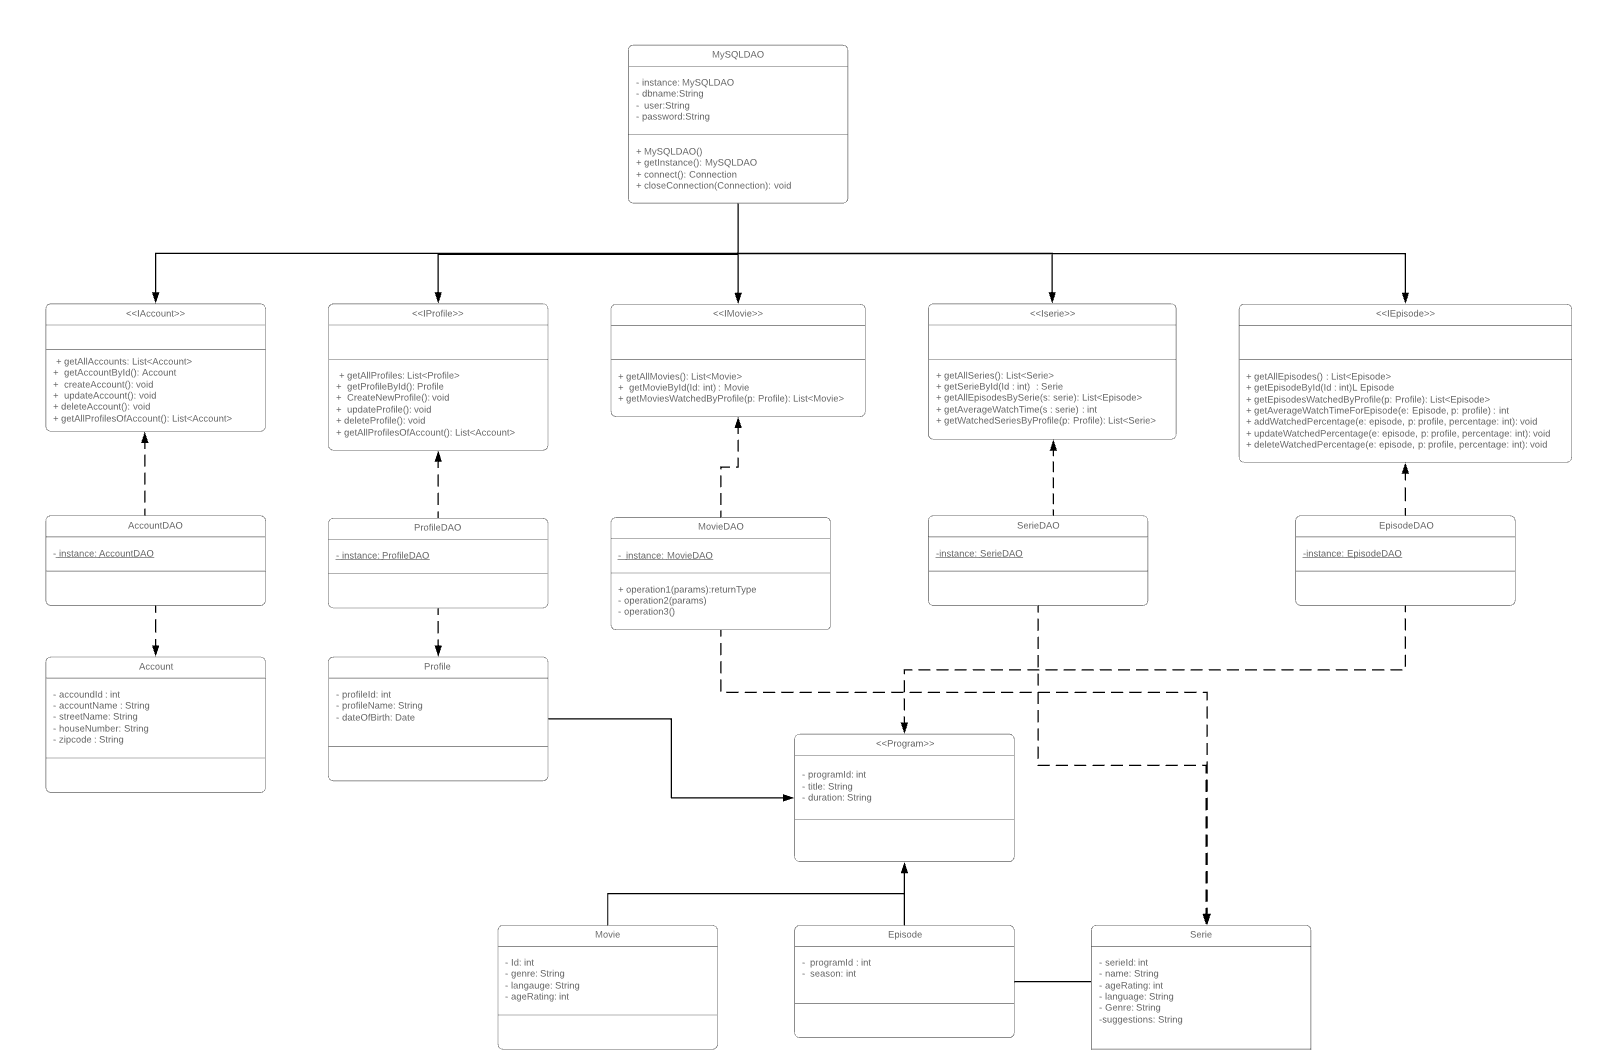 MySQLDAO
- instance: MySQLDAO
- dbname:String
-  user:String
- password:String
+ MySQLDAO()
+ getInstance(): MySQLDAO
+ connect(): Connection
+ closeConnection(Connection): void
<<IAccount>>
+ getAllAccounts: List<Account>
+  getAccountById(): Account
+  createAccount(): void
+  updateAccount(): void
+ deleteAccount(): void
+ getAllProfilesOfAccount(): List<Account>
<<IProfile>>
+ getAllProfiles: List<Profile>
+  getProfileById(): Profile
+  CreateNewProfile(): void
+  updateProfile(): void
+ deleteProfile(): void
+ getAllProfilesOfAccount(): List<Account>
<<IMovie>>
+ getAllMovies(): List<Movie>
+  getMovieById(Id: int) : Movie
+ getMoviesWatchedByProfile(p: Profile): List<Movie>
<<Iserie>>
+ getAllSeries(): List<Serie>
+ getSerieById(Id : int)  : Serie
+ getAllEpisodesBySerie(s: serie): List<Episode>
+ getAverageWatchTime(s : serie) : int
+ getWatchedSeriesByProfile(p: Profile): List<Serie>
<<IEpisode>>
+ getAllEpisodes() : List<Episode>
+ getEpisodeById(Id : int)L Episode
+ getEpisodesWatchedByProfile(p: Profile): List<Episode>
+ getAverageWatchTimeForEpisode(e: Episode, p: profile) : int
+ addWatchedPercentage(e: episode, p: profile, percentage: int): void
+ updateWatchedPercentage(e: episode, p: profile, percentage: int): void
+ deleteWatchedPercentage(e: episode, p: profile, percentage: int): void
AccountDAO
- instance: AccountDAO
ProfileDAO
- instance: ProfileDAO
MovieDAO
-  instance: MovieDAO
+ operation1(params):returnType
- operation2(params)
- operation3()
SerieDAO
-instance: SerieDAO
EpisodeDAO
-instance: EpisodeDAO
Account
- accoundId : int
- accountName : String
- streetName: String
- houseNumber: String
- zipcode : String
Profile
- profileId: int
- profileName: String
- dateOfBirth: Date
<<Program>>
- programId: int
- title: String
- duration: String
Movie
- Id: int
- genre: String
- langauge: String
- ageRating: int
Episode
-  programId : int
-  season: int
Serie
- serieId: int
- name: String
- ageRating: int
- language: String
- Genre: String
-suggestions: String